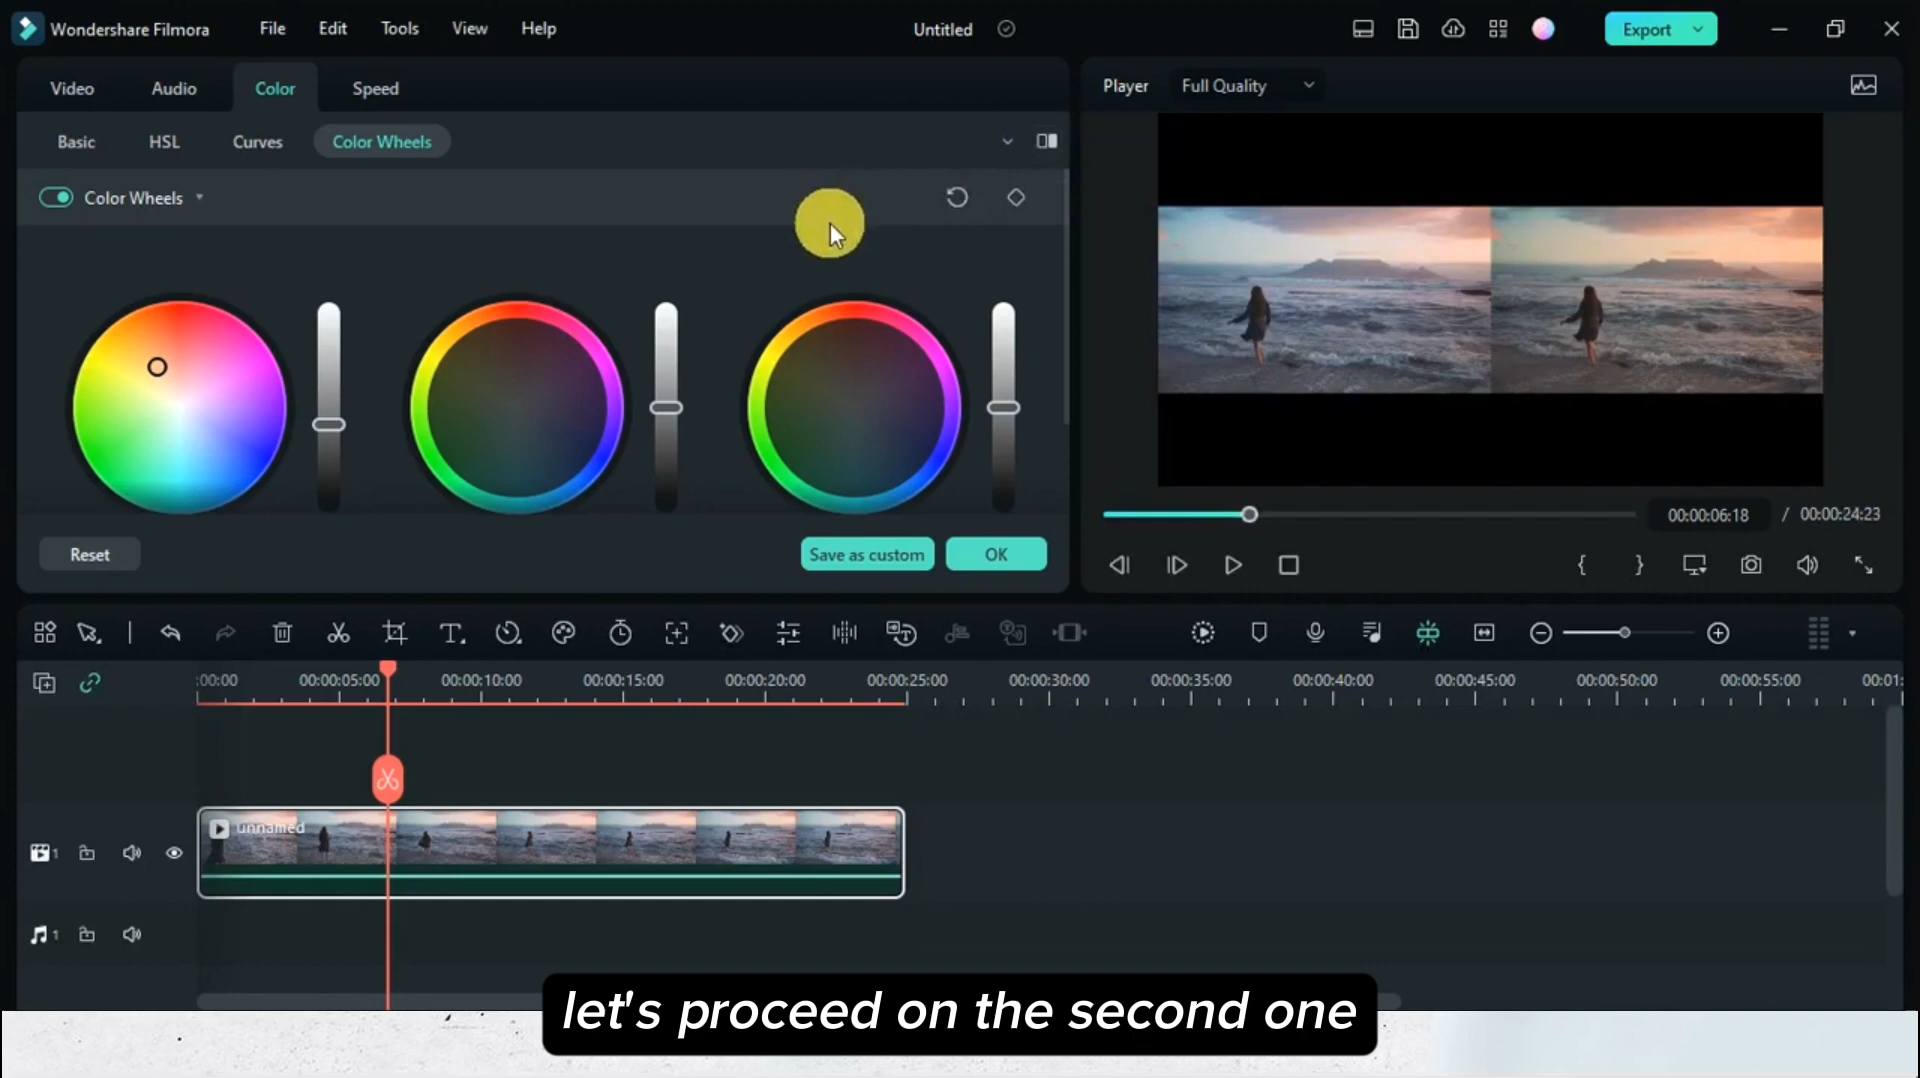 Wondershare Filmora
File
Edit
Tools
View
Help
Untitled
Export
Video
Audio
Color
Speed
Player
Full Quality
Basic
HSL
Curves
Color Wheels
Color Wheels
00:00:06:18 / 00:00:24:23
Reset
Save as custom
OK
:00:00
00:00:05:00
00:00:10:00
00:00:15:00
00:00:20:00
00:00:25:00
00:00:30:00
00:00:35:00
00:00:40:00
00:00:45:00
00:00:50:00
00:00:55:00
00:01:
unnamed
1
1
let's proceed on the second one